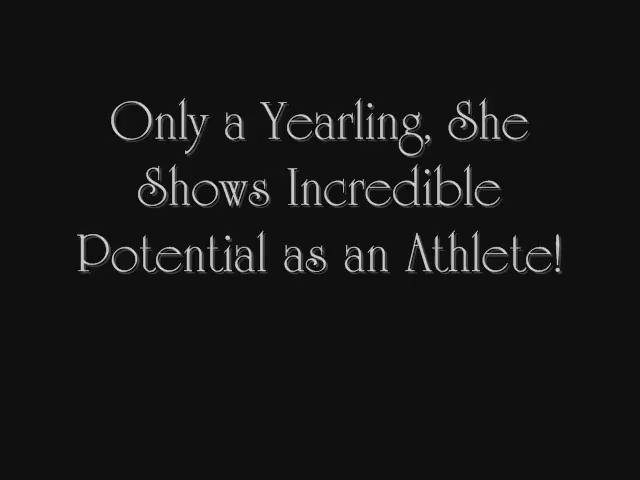 Only a Yearling, She
Shows Incredible
Potential as an Athlete!